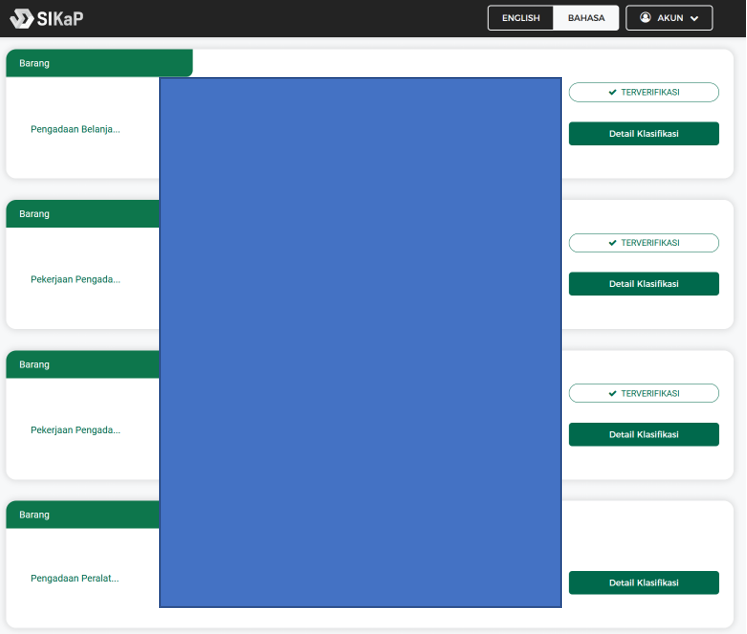 SIKaP
ENGLISH BAHASA AKUN
Barang
TERVERIFIKASI
Pengadaan Belanja...
Detail Klasifikasi
Barang
TERVERIFIKASI
Pekerjaan Pengada...
Detail Klasifikasi
Barang
TERVERIFIKASI
Pekerjaan Pengada...
Detail Klasifikasi
Barang
Pengadaan Peralat...
Detail Klasifikasi